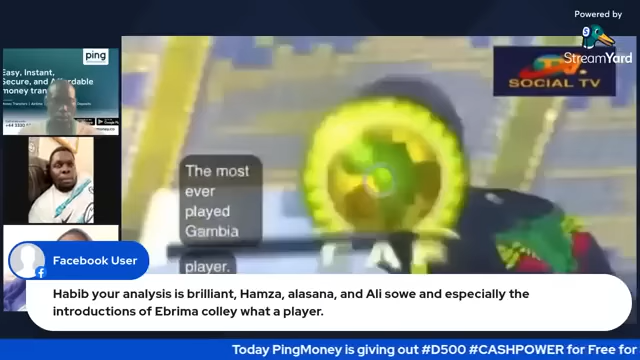 Powered by
StreamYard
ping
Easy, Instant,
Secure, and Affordable
money tran
TV
SOCIAL TV
The most
ever
played
Gambia
player.
Facebook User
Habib your analysis is brilliant, Hamza, alasana, and Ali sowe and especially the
introductions of Ebrima colley what a player.
Today PingMoney is giving out #D500 #CASHPOWER for Free for